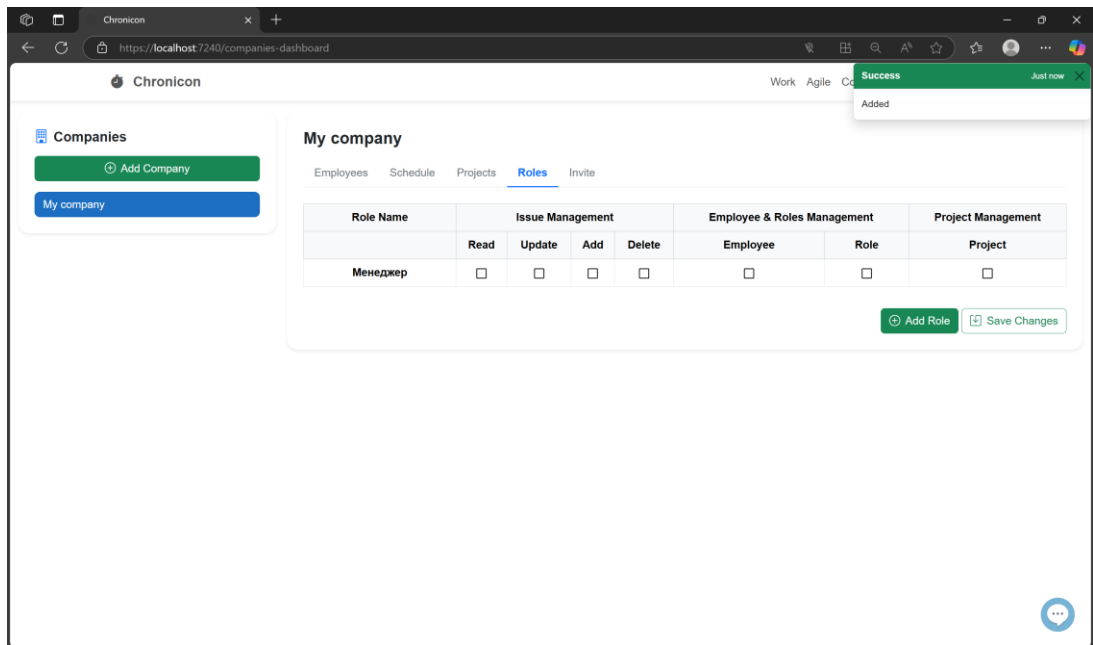 Chronicon
https://localhost:7240/companies-dashboard
Chronicon
Work Agile
Success Just now
Added
Companies
Add Company
My company
My company
Employees Schedule Projects Roles Invite
Role Name Issue Management Employee & Roles Management Project Management
Read Update Add Delete Employee Role Project
Менеджер
Add Role Save Changes